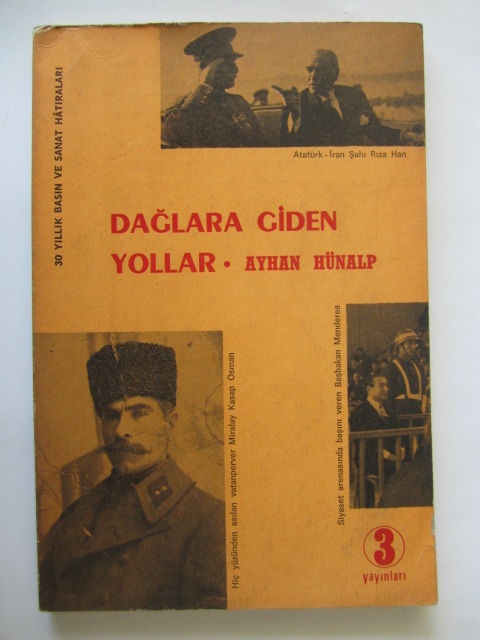 30 YILLIK BASIN VE SANAT HÂTIRALARI
Atatürk - İran Şahı Rıza Han
DAĞLARA GİDEN
YOLLAR • AYHAN HÜNALP
Hiç yüzünden asılan vatanperver Miralay Kasap Osman
Siyaset arenasında başını veren Başbakan Menderes
3
yayınları